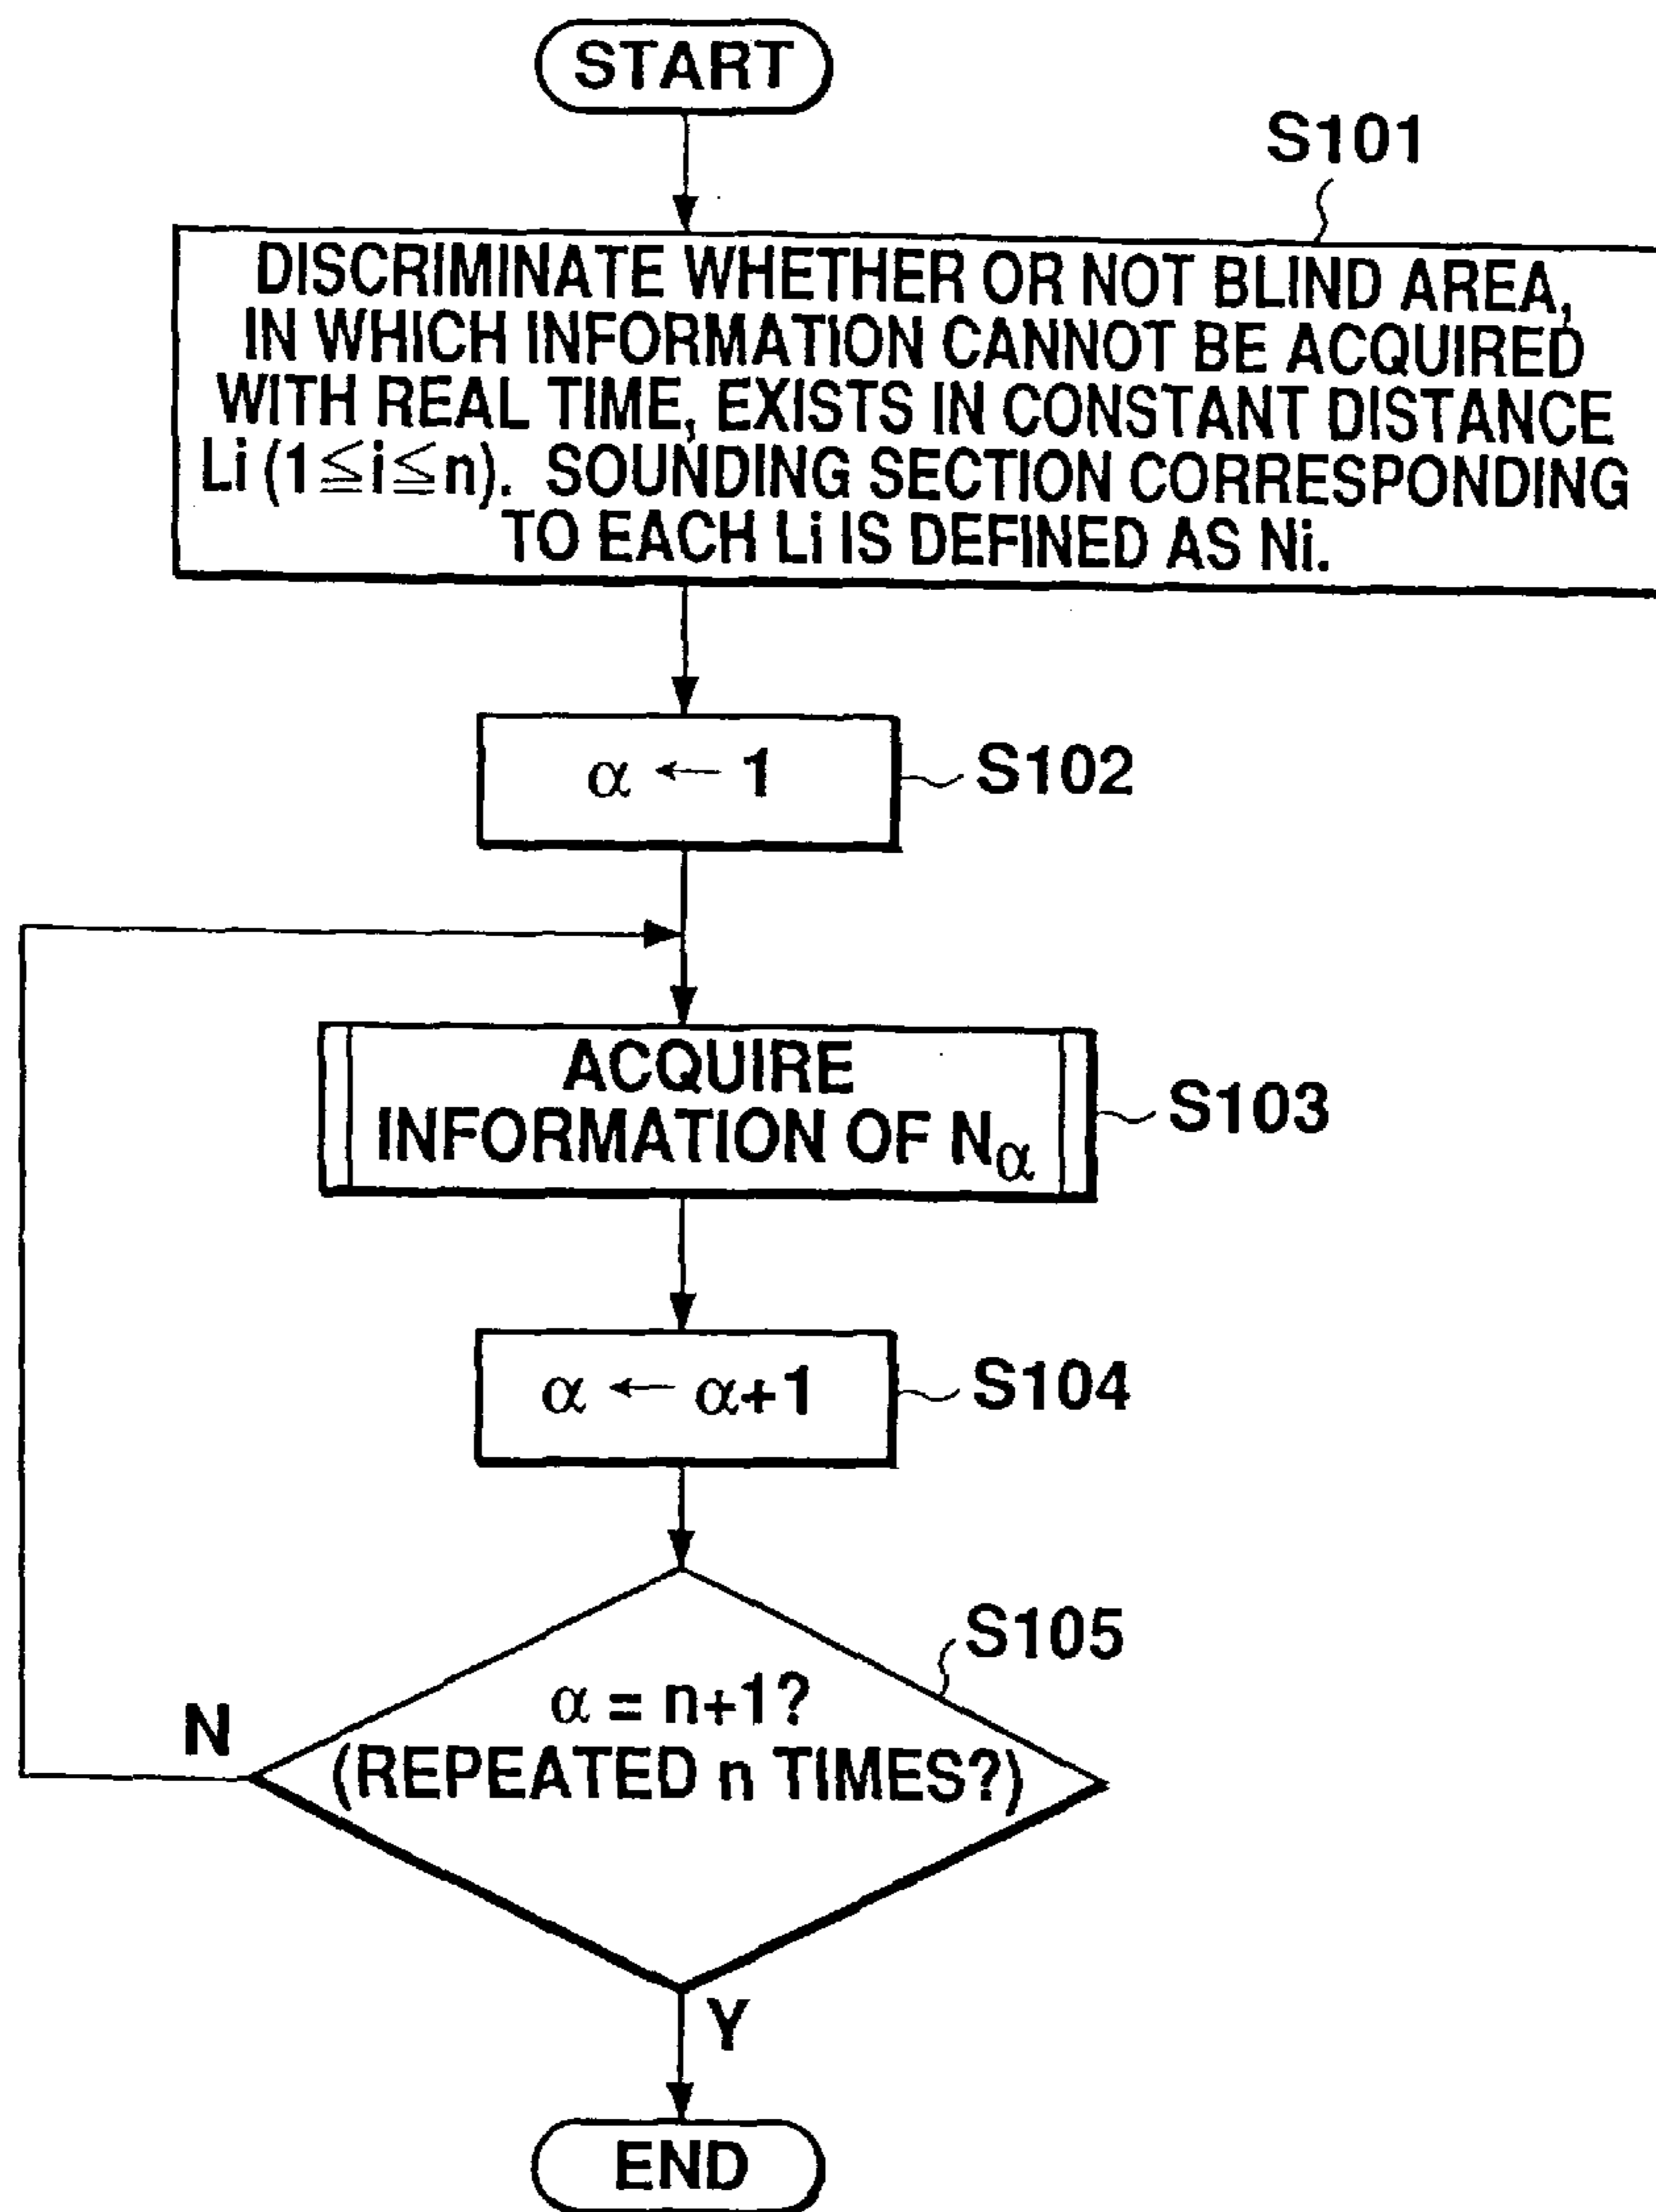 START
S101
DISCRIMINATE WHETHER OR NOT BLIND AREA,
IN WHICH INFORMATION CANNOT BE ACQUIRED
WITH REAL TIME, EXISTS IN CONSTANT DISTANCE
Li (1≦i≦n). SOUNDING SECTION CORRESPONDING
TO EACH Li IS DEFINED AS Ni.
α ← 1
S102
ACQUIRE
INFORMATION OF Nα
S103
α ← α+1
S104
S105
α = n+1?
(REPEATED n TIMES?)
N
Y
END